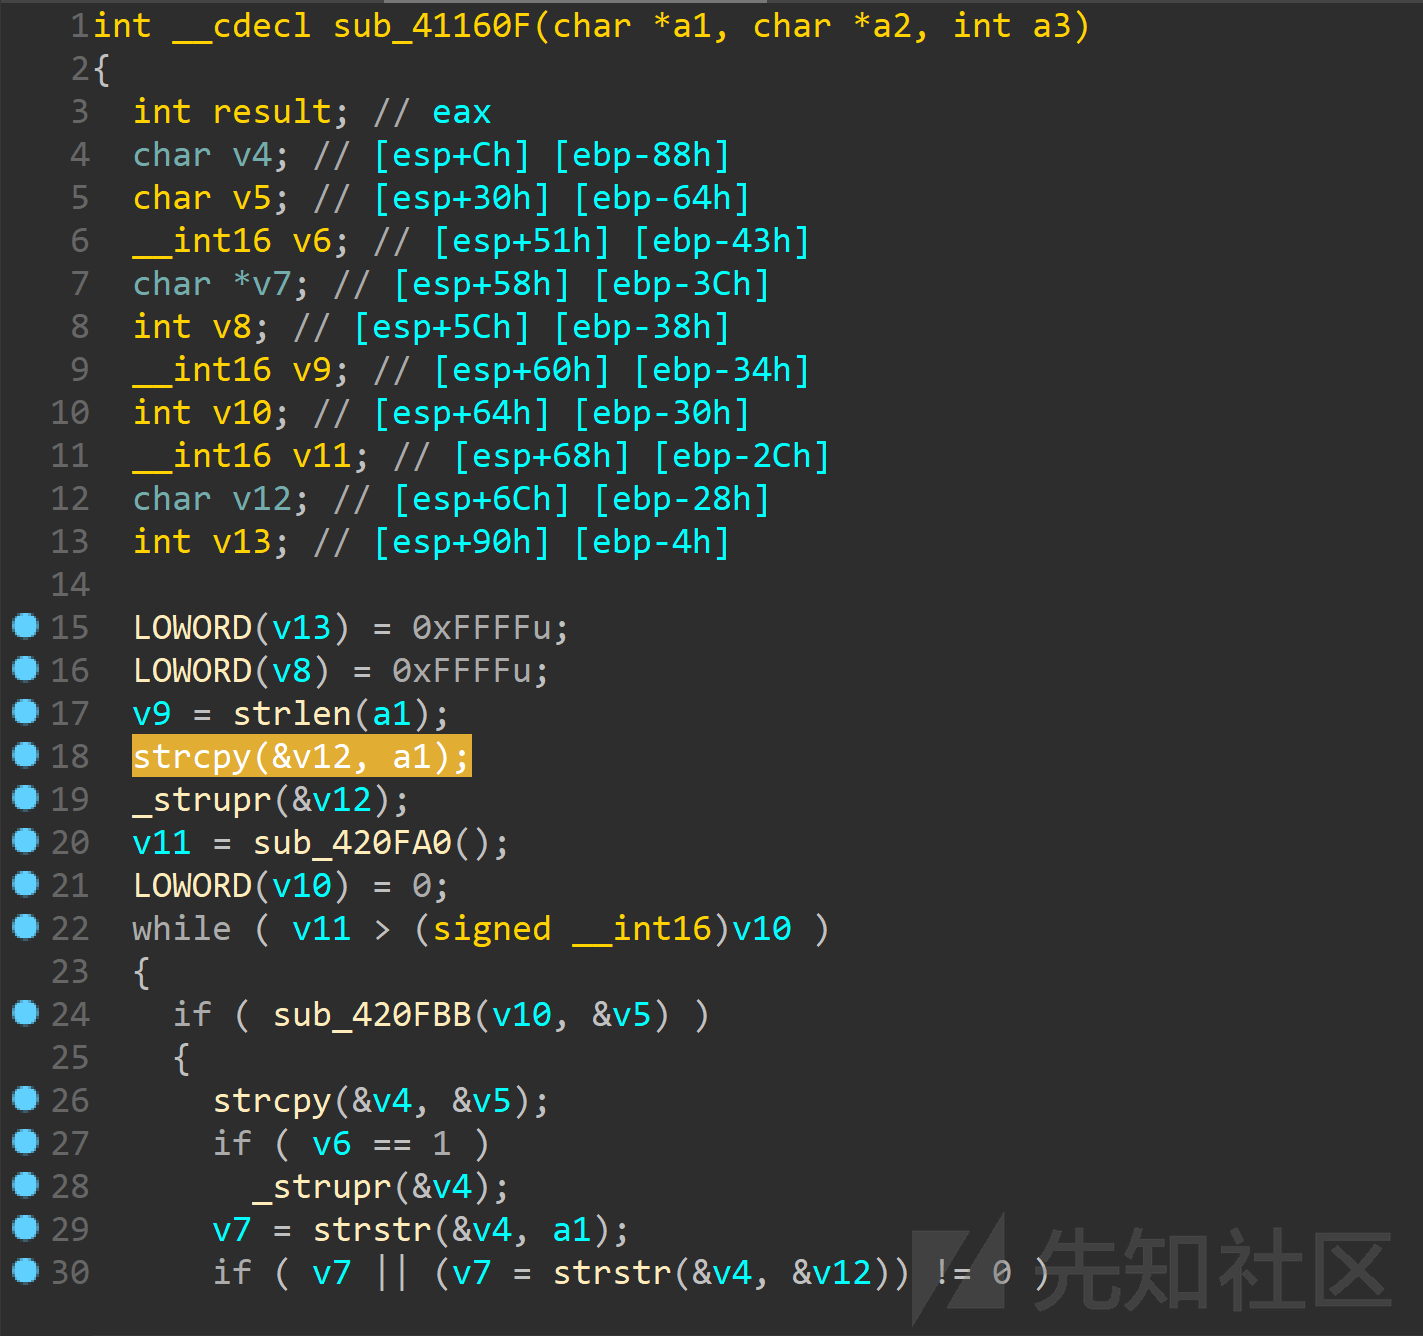 1 int __cdecl sub_41160F(char *a1, char *a2, int a3)
2 {
3   int result; // eax
4   char v4; // [esp+Ch] [ebp-88h]
5   char v5; // [esp+30h] [ebp-64h]
6   __int16 v6; // [esp+51h] [ebp-43h]
7   char *v7; // [esp+58h] [ebp-3Ch]
8   int v8; // [esp+5Ch] [ebp-38h]
9   __int16 v9; // [esp+60h] [ebp-34h]
10   int v10; // [esp+64h] [ebp-30h]
11   __int16 v11; // [esp+68h] [ebp-2Ch]
12   char v12; // [esp+6Ch] [ebp-28h]
13   int v13; // [esp+90h] [ebp-4h]
14
15   LOWORD(v13) = 0xFFFFu;
16   LOWORD(v8) = 0xFFFFu;
17   v9 = strlen(a1);
18   strcpy(&v12, a1);
19   _strupr(&v12);
20   v11 = sub_420FA0();
21   LOWORD(v10) = 0;
22   while ( v11 > (signed __int16)v10 )
23   {
24     if ( sub_420FBB(v10, &v5) )
25     {
26       strcpy(&v4, &v5);
27       if ( v6 == 1 )
28         _strupr(&v4);
29       v7 = strstr(&v4, a1);
30       if ( v7 || (v7 = strstr(&v4, &v12)) != 0 )
先知社区